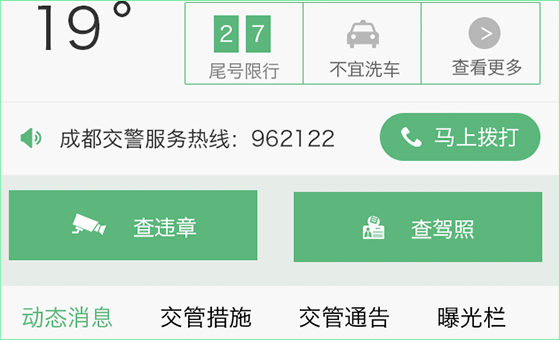 19°
2 7
尾号限行
不宜洗车
查看更多
成都交警服务热线：962122
马上拨打
查违章
查驾照
动态消息
交管措施
交管通告
曝光栏